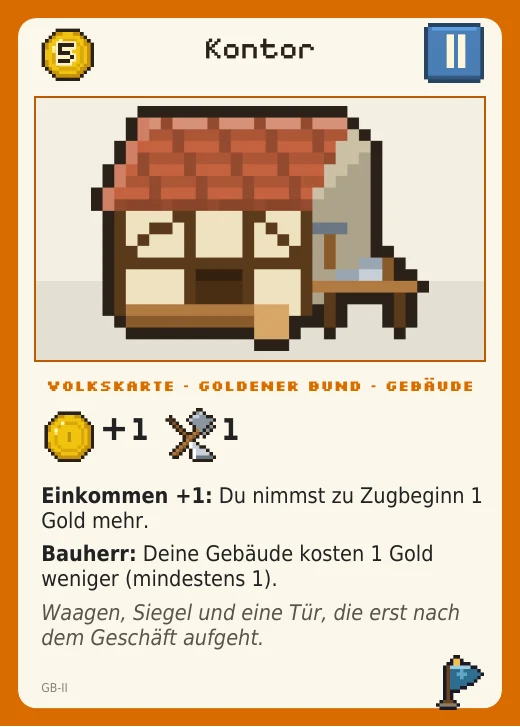 5
Kontor
II
VOLKSKARTE - GOLDENER BUND - GEBÄUDE
+1 1
Einkommen +1: Du nimmst zu Zugbeginn 1
Gold mehr.
Bauherr: Deine Gebäude kosten 1 Gold
weniger (mindestens 1).
Waagen, Siegel und eine Tür, die erst nach
dem Geschäft aufgeht.
GB-II